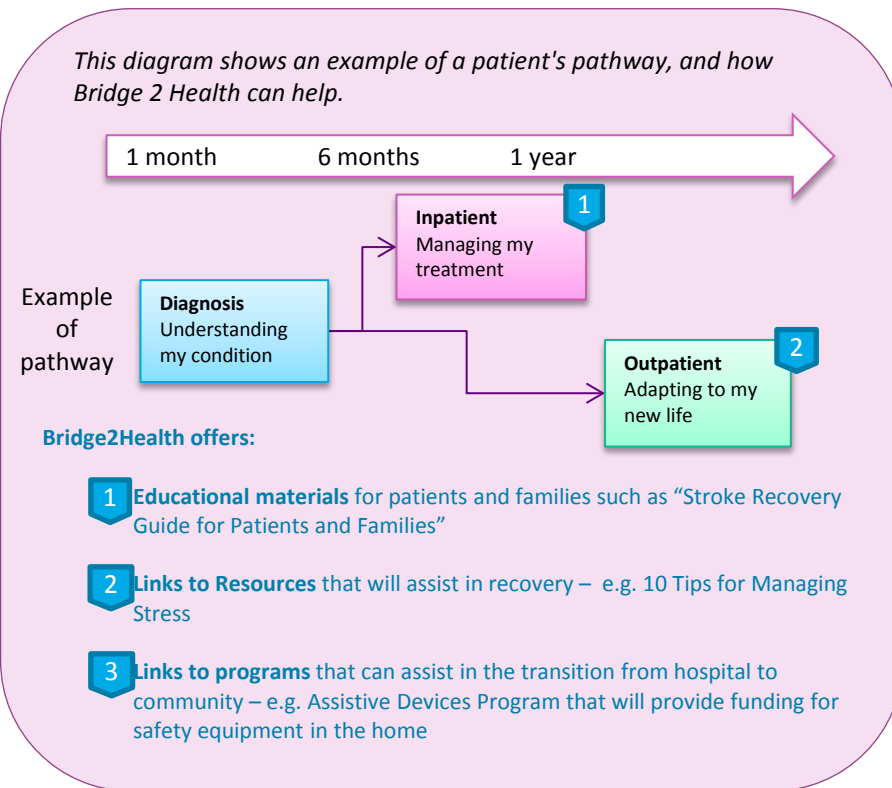 This diagram shows an example of a patient's pathway, and how
Bridge 2 Health can help.
1 month 6 months 1 year
1
Inpatient
Managing my
treatment
Example
of
pathway
Diagnosis
Understanding
my condition
2
Outpatient
Adapting to my
new life
Bridge2Health offers:
1 Educational materials for patients and families such as “Stroke Recovery
Guide for Patients and Families”
2 Links to Resources that will assist in recovery – e.g. 10 Tips for Managing
Stress
3 Links to programs that can assist in the transition from hospital to
community – e.g. Assistive Devices Program that will provide funding for
safety equipment in the home